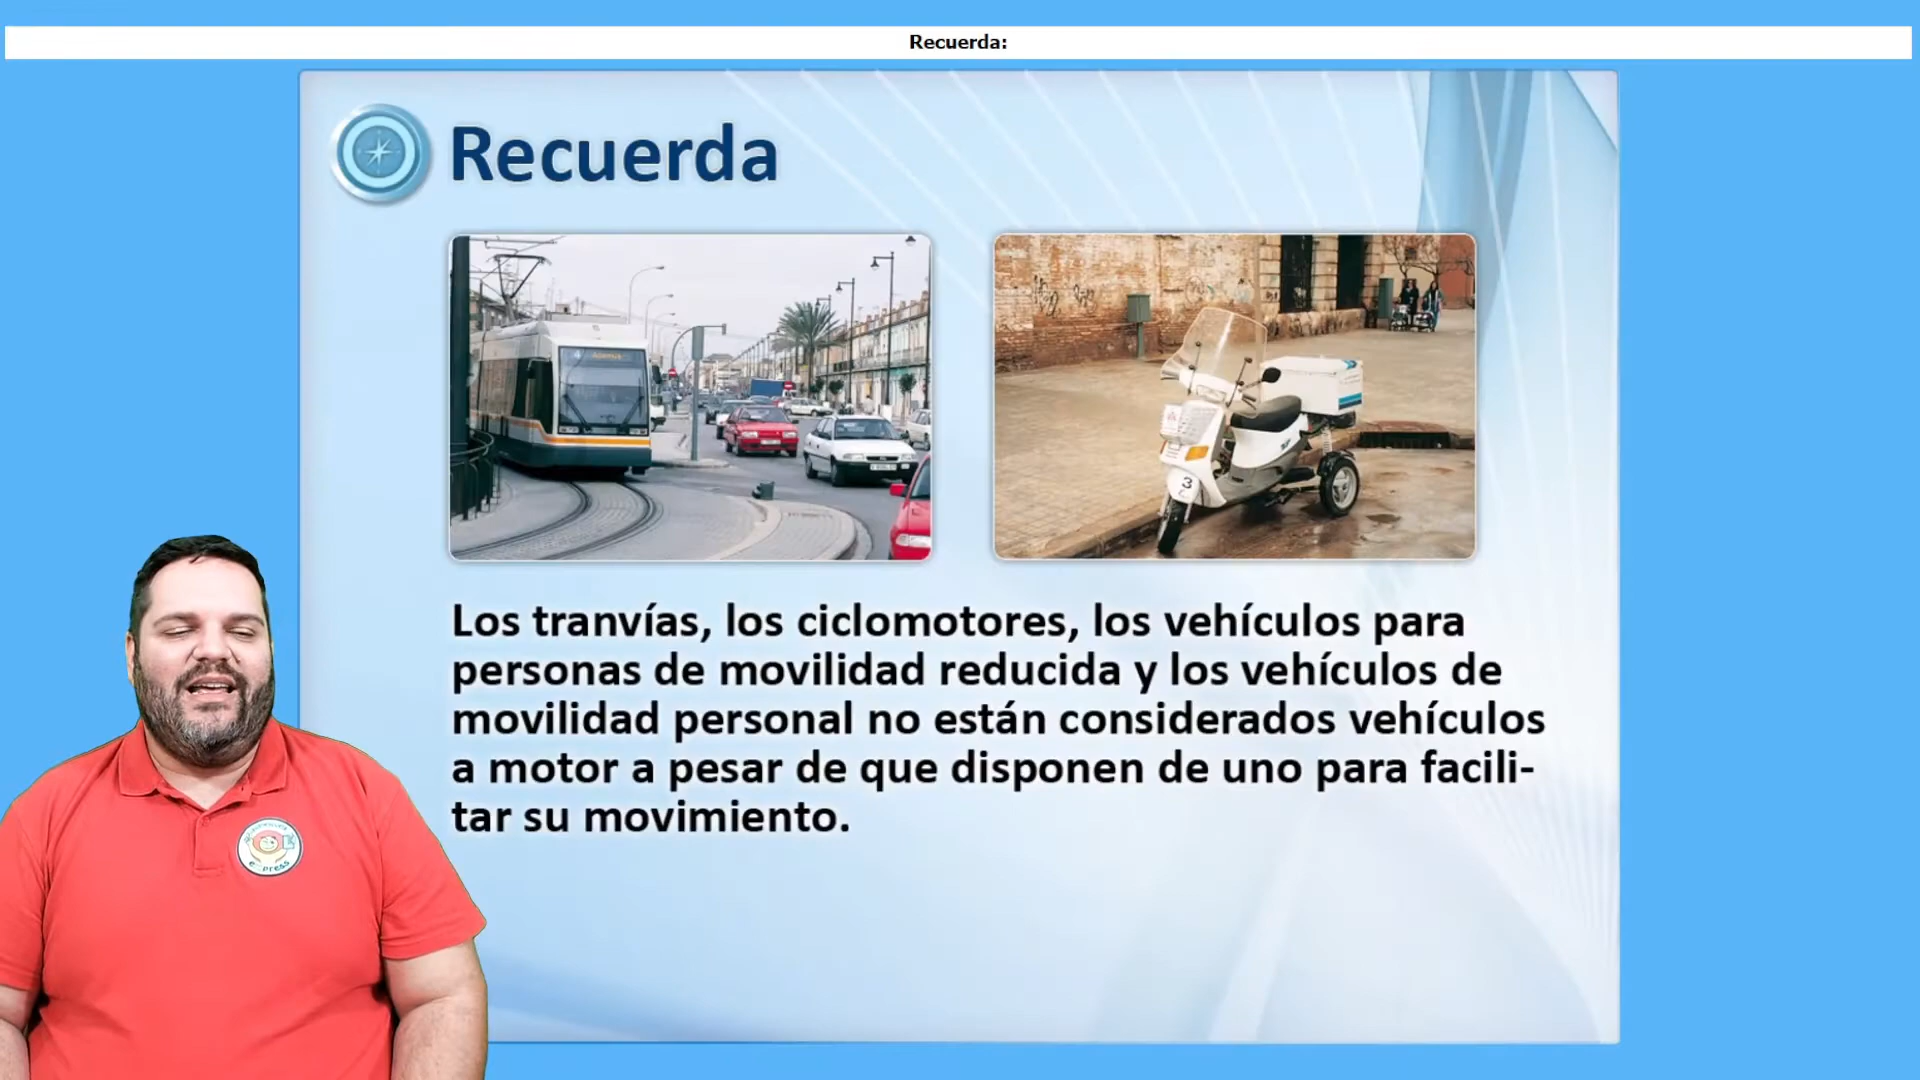 Recuerda:
Recuerda
3
Los tranvías, los ciclomotores, los vehículos para
personas de movilidad reducida y los vehículos de
movilidad personal no están considerados vehículos
a motor a pesar de que disponen de uno para facili-
tar su movimiento.